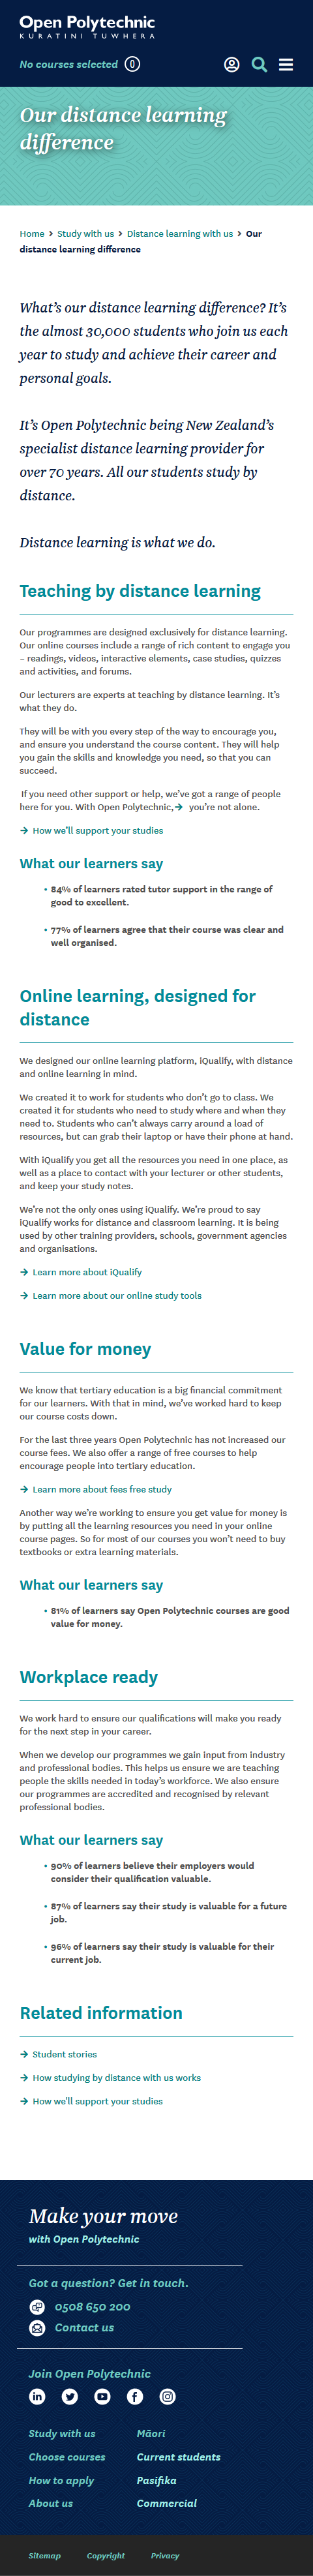 Open Polytechnic
KURATINI TUWHERA
No courses selected 0
Our distance learning
difference
Home > Study with us > Distance learning with us > Our
distance learning difference
What's our distance learning difference? It's
the almost 30,000 students who join us each
year to study and achieve their career and
personal goals.
It's Open Polytechnic being New Zealand's
specialist distance learning provider for
over 70 years. All our students study by
distance.
Distance learning is what we do.
Teaching by distance learning
Our programmes are designed exclusively for distance learning.
Our online courses include a range of rich content to engage you
– readings, videos, interactive elements, case studies, quizzes
and activities, and forums.
Our lecturers are experts at teaching by distance learning. It's
what they do.
They will be with you every step of the way to encourage you,
and ensure you understand the course content. They will help
you gain the skills and knowledge you need, so that you can
succeed.
If you need other support or help, we've got a range of people
here for you. With Open Polytechnic,→ you're not alone.
→ How we'll support your studies
What our learners say
• 84% of learners rated tutor support in the range of
good to excellent.
• 77% of learners agree that their course was clear and
well organised.
Online learning, designed for
distance
We designed our online learning platform, iQualify, with distance
and online learning in mind.
We created it to work for students who don't go to class. We
created it for students who need to study where and when they
need to. Students who can't always carry around a load of
resources, but can grab their laptop or have their phone at hand.
With iQualify you get all the resources you need in one place, as
well as a place to contact with your lecturer or other students,
and keep your study notes.
We're not the only ones using iQualify. We're proud to say
iQualify works for distance and classroom learning. It is being
used by other training providers, schools, government agencies
and organisations.
→ Learn more about iQualify
→ Learn more about our online study tools
Value for money
We know that tertiary education is a big financial commitment
for our learners. With that in mind, we've worked hard to keep
our course costs down.
For the last three years Open Polytechnic has not increased our
course fees. We also offer a range of free courses to help
encourage people into tertiary education.
→ Learn more about fees free study
Another way we're working to ensure you get value for money is
by putting all the learning resources you need in your online
course pages. So for most of our courses you won't need to buy
textbooks or extra learning materials.
What our learners say
• 81% of learners say Open Polytechnic courses are good
value for money.
Workplace ready
We work hard to ensure our qualifications will make you ready
for the next step in your career.
When we develop our programmes we gain input from industry
and professional bodies. This helps us ensure we are teaching
people the skills needed in today's workforce. We also ensure
our programmes are accredited and recognised by relevant
professional bodies.
What our learners say
• 90% of learners believe their employers would
consider their qualification valuable.
• 87% of learners say their study is valuable for a future
job.
• 96% of learners say their study is valuable for their
current job.
Related information
→ Student stories
→ How studying by distance with us works
→ How we'll support your studies
Make your move
with Open Polytechnic
Got a question? Get in touch.
0508 650 200
Contact us
Join Open Polytechnic
Study with us Māori
Choose courses Current students
How to apply Pasifika
About us Commercial
Sitemap Copyright Privacy